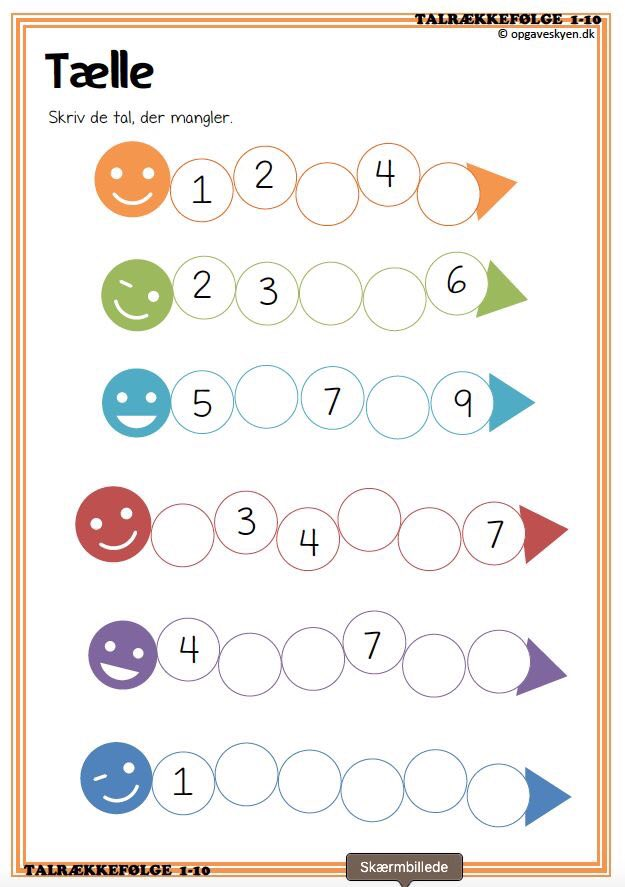 TALRÆKKEFØLGE 1-10
© opgaveskyen.dk
Tælle
Skriv de tal, der mangler.
1 2 4
2 3 6
5 7 9
3 4 7
4 7
1
TALRÆKKEFØLGE 1-10
Skærmbillede